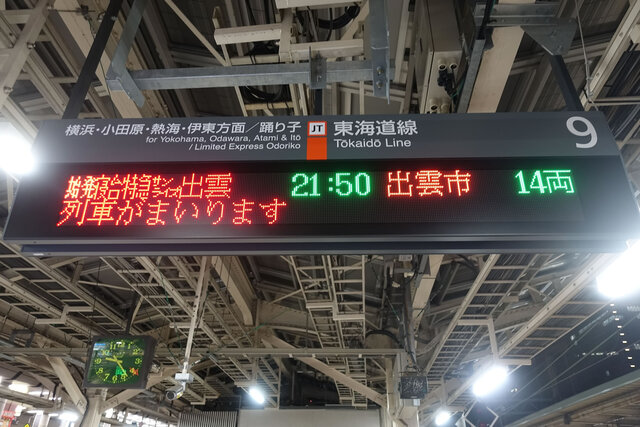 横浜・小田原・熱海・伊東方面/踊り子
for Yokohama, Odawara, Atami & Itō
/ Limited Express Odoriko
JT
東海道線
Tōkaidō Line
9
出雲 21:50 出雲市 14両
列車がまいります